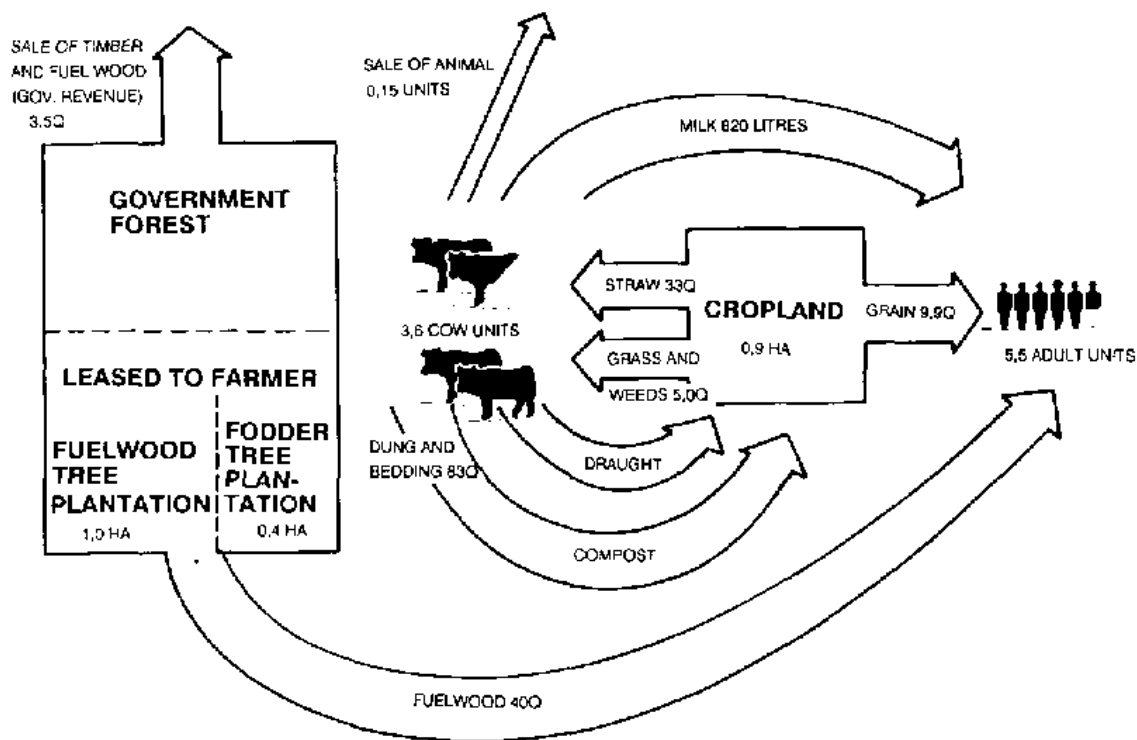 SALE OF TIMBER
AND FUEL WOOD
(GOV. REVENUE)
3.5Q
GOVERNMENT
FOREST
LEASED TO FARMER
FUELWOOD
TREE
PLANTATION
1,0 HA
FODDER
TREE
PLAN-
TATION
0,4 HA
SALE OF ANIMAL
0,15 UNITS
MILK 820 LITRES
3,6 COW UNITS
STRAW 33Q
GRASS AND
WEEDS 5,0Q
CROPLAND
0,9 HA
GRAIN 9,9Q
5,5 ADULT UNITS
DUNG AND
BEDDING 83Q
DRAUGHT
COMPOST
FUELWOOD 40Q